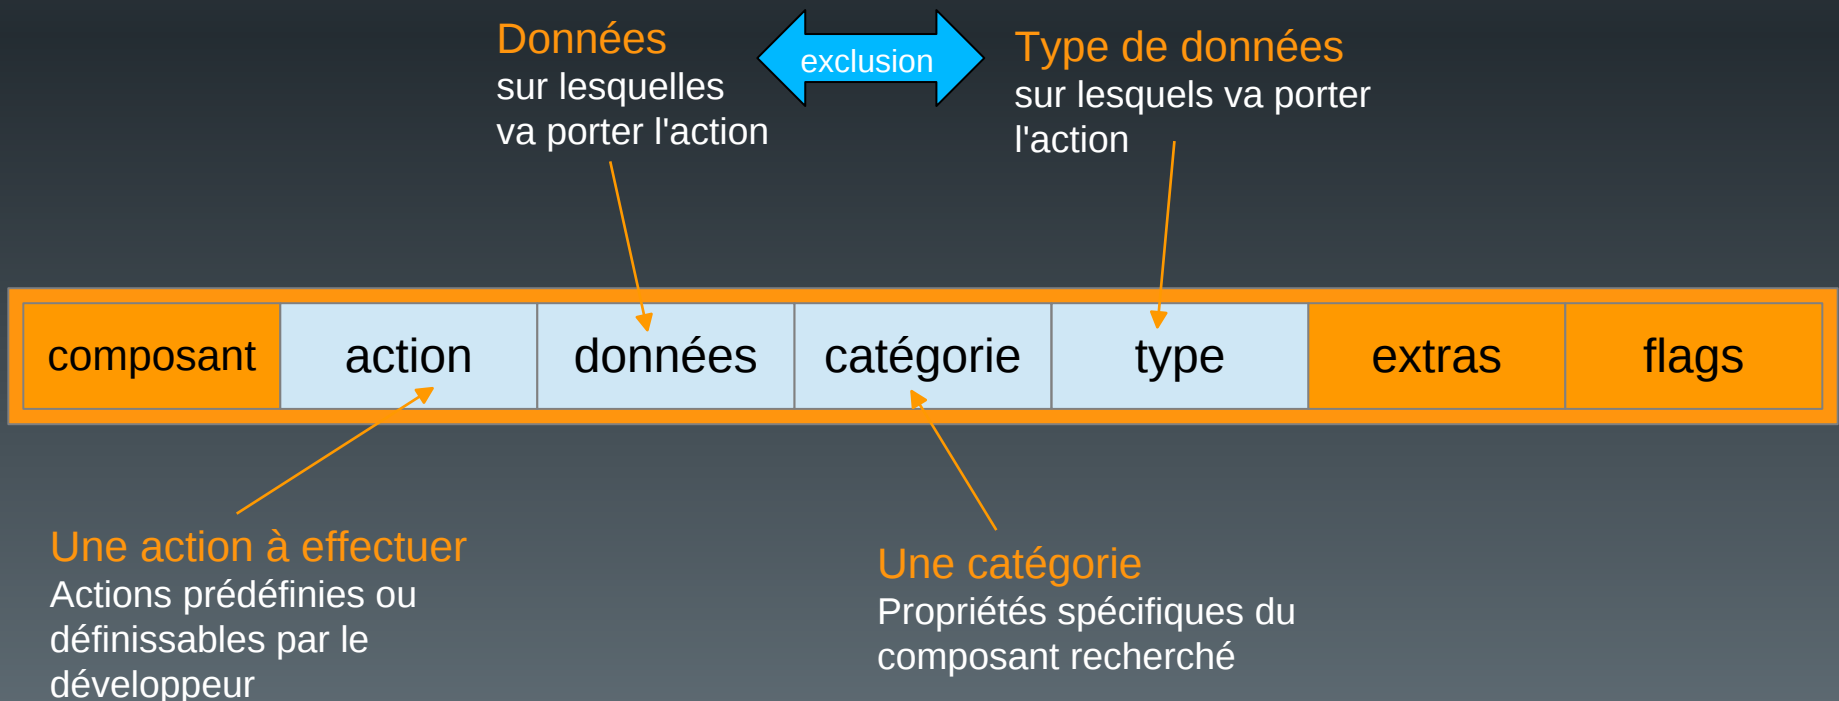 Données
sur lesquelles
va porter l'action
exclusion
Type de données
sur lesquels va porter
l'action
composant
action
données
catégorie
type
extras
flags
Une action à effectuer
Actions prédéfinies ou
définissables par le
développeur
Une catégorie
Propriétés spécifiques du
composant recherché